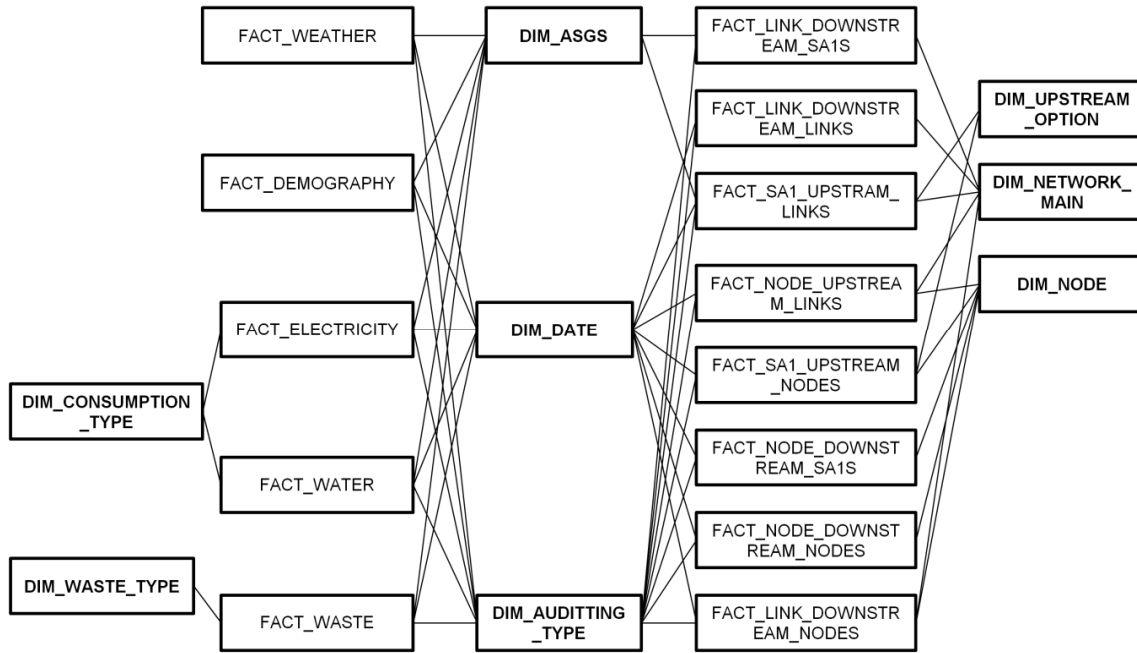 FACT_WEATHER
DIM_ASGS
FACT_LINK_DOWNSTR
EAM_SA1S
FACT_LINK_DOWNSTR
EAM_LINKS
DIM_UPSTREAM
_OPTION
FACT_DEMOGRAPHY
FACT_SA1_UPSTRAM_
LINKS
DIM_NETWORK_
MAIN
FACT_NODE_UPSTREA
M_LINKS
DIM_NODE
FACT_ELECTRICITY
DIM_DATE
FACT_SA1_UPSTREAM
_NODES
DIM_CONSUMPTION
_TYPE
FACT_NODE_DOWNST
REAM_SA1S
FACT_WATER
FACT_NODE_DOWNST
REAM_NODES
DIM_WASTE_TYPE
FACT_WASTE
DIM_AUDITTING
_TYPE
FACT_LINK_DOWNSTR
EAM_NODES